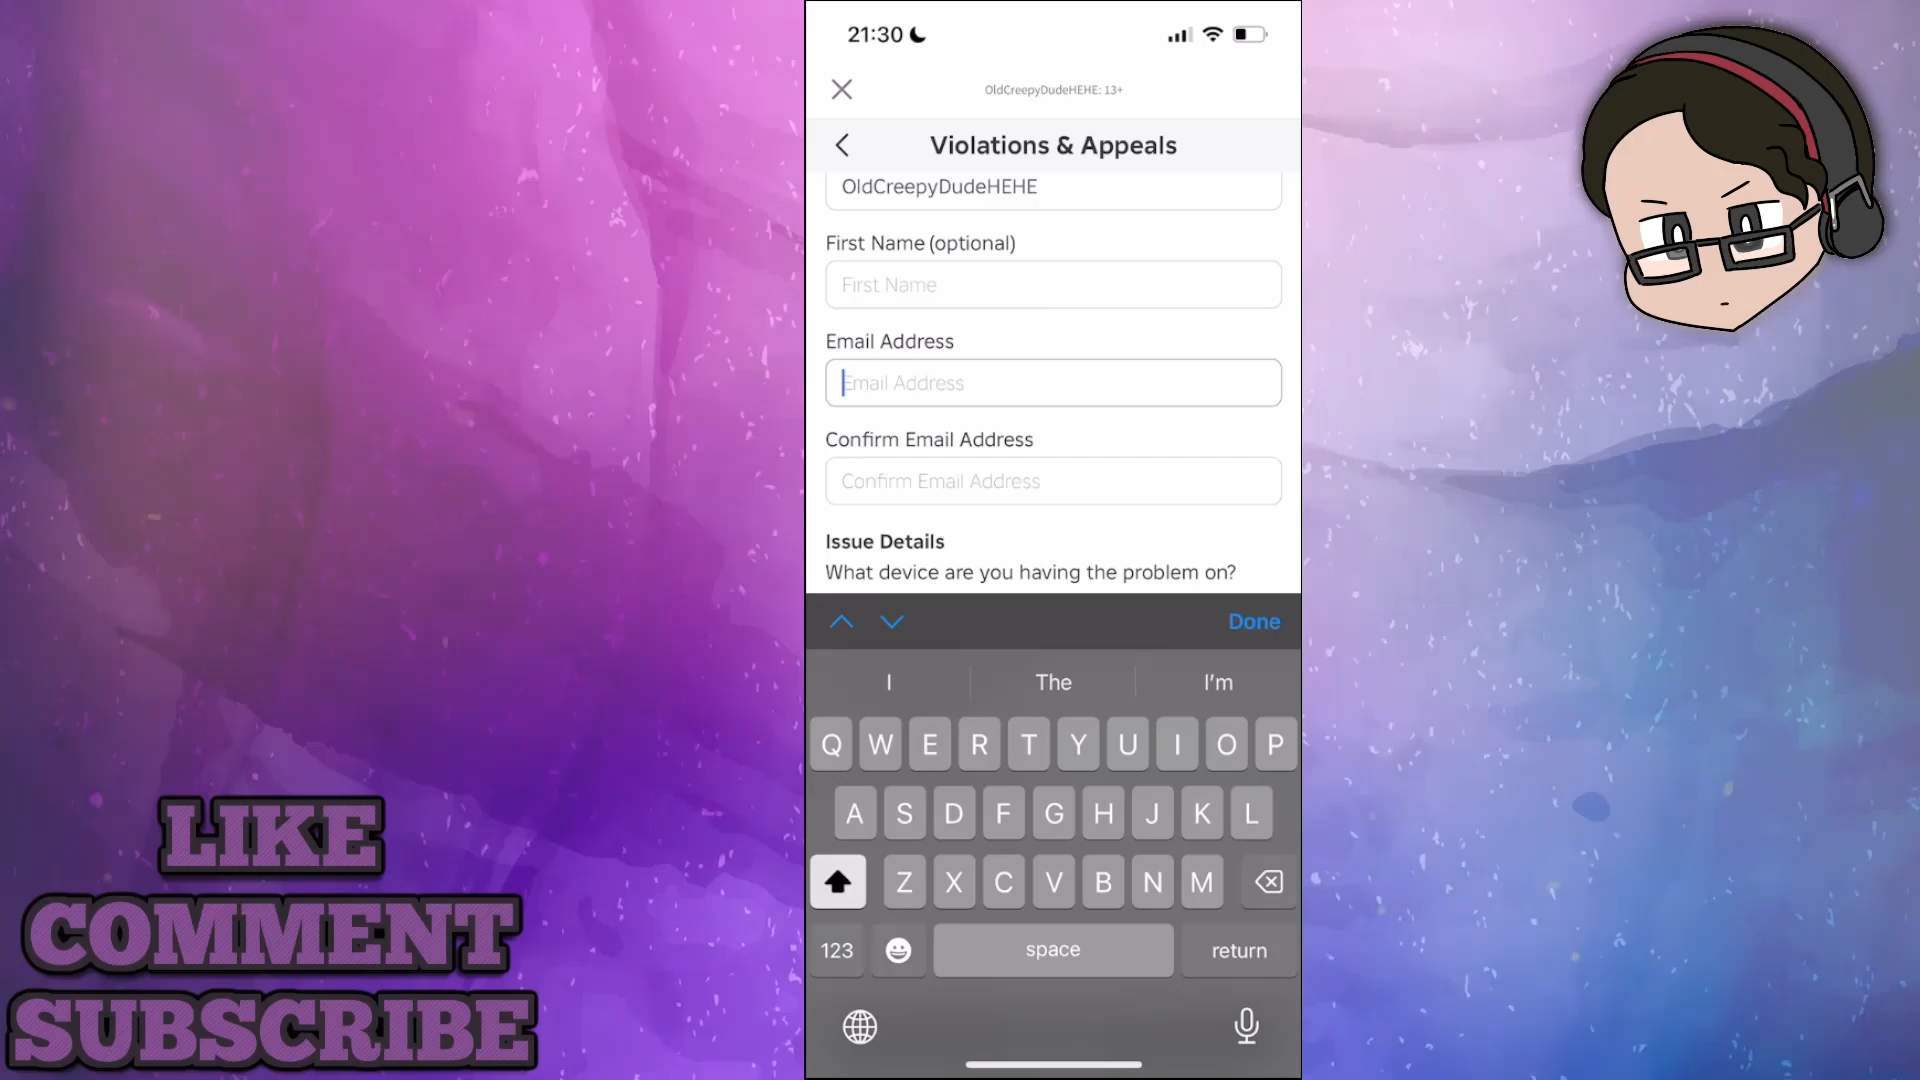 21:30
OldCreepyDudeHEHE: 13+
Violations & Appeals
OldCreepyDudeHEHE
First Name (optional)
First Name
Email Address
Email Address
Confirm Email Address
Confirm Email Address
Issue Details
What device are you having the problem on?
Done
I The I'm
Q W E R T Y U I O P
A S D F G H J K L
Z X C V B N M
123 space return
LIKE
COMMENT
SUBSCRIBE